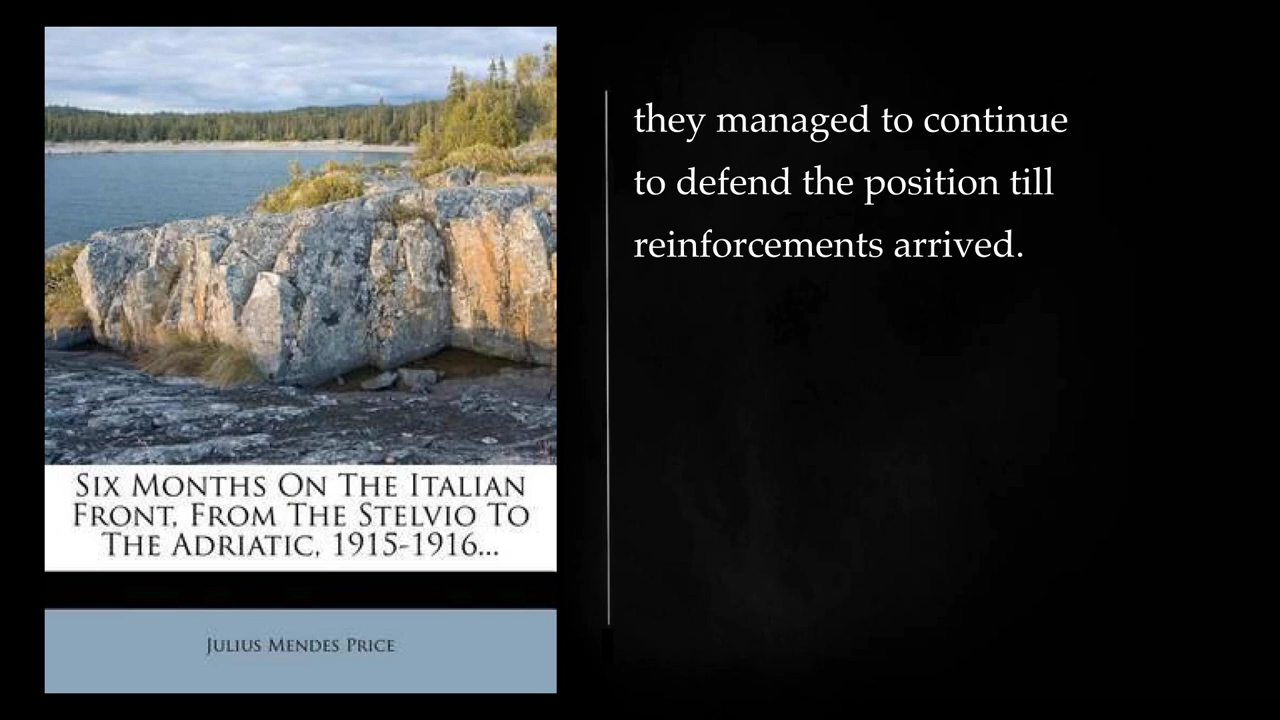 they managed to continue
to defend the position till
reinforcements arrived.
Six Months On The Italian
Front, From The Stelvio To
The Adriatic, 1915-1916...
Julius Mendes Price